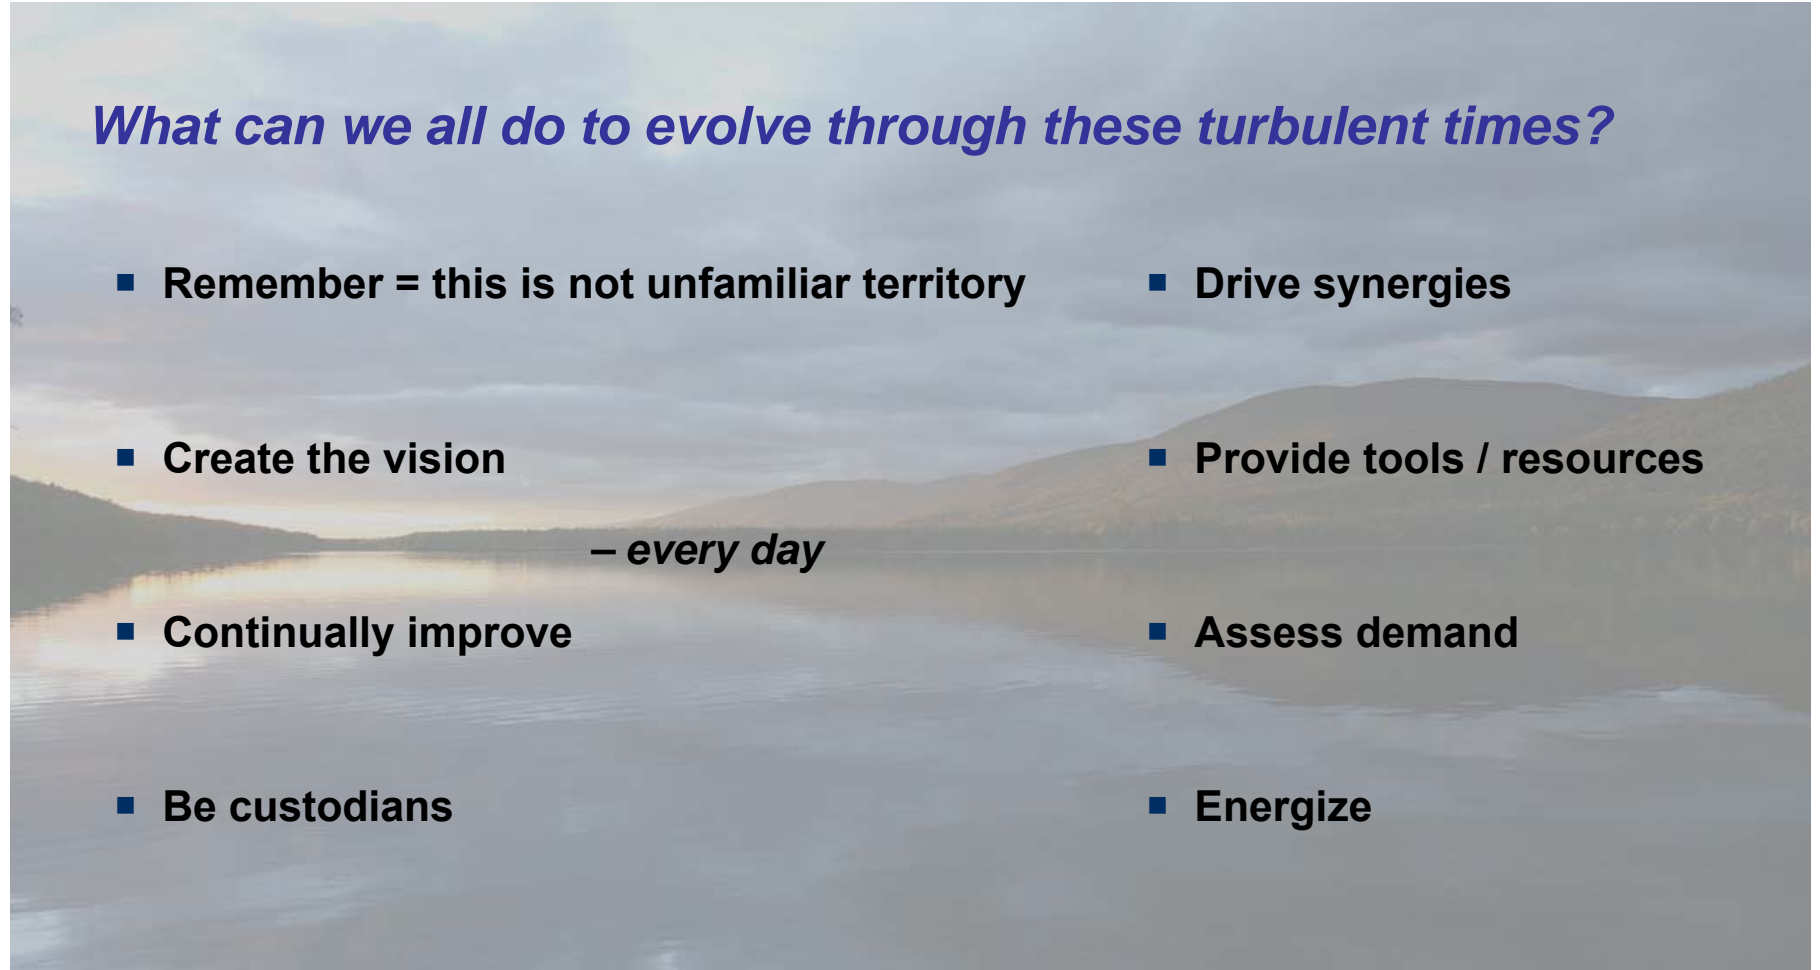 What can we all do to evolve through these turbulent times?
■ Remember = this is not unfamiliar territory
■ Create the vision
– every day
■ Continually improve
■ Be custodians
■ Drive synergies
■ Provide tools / resources
■ Assess demand
■ Energize